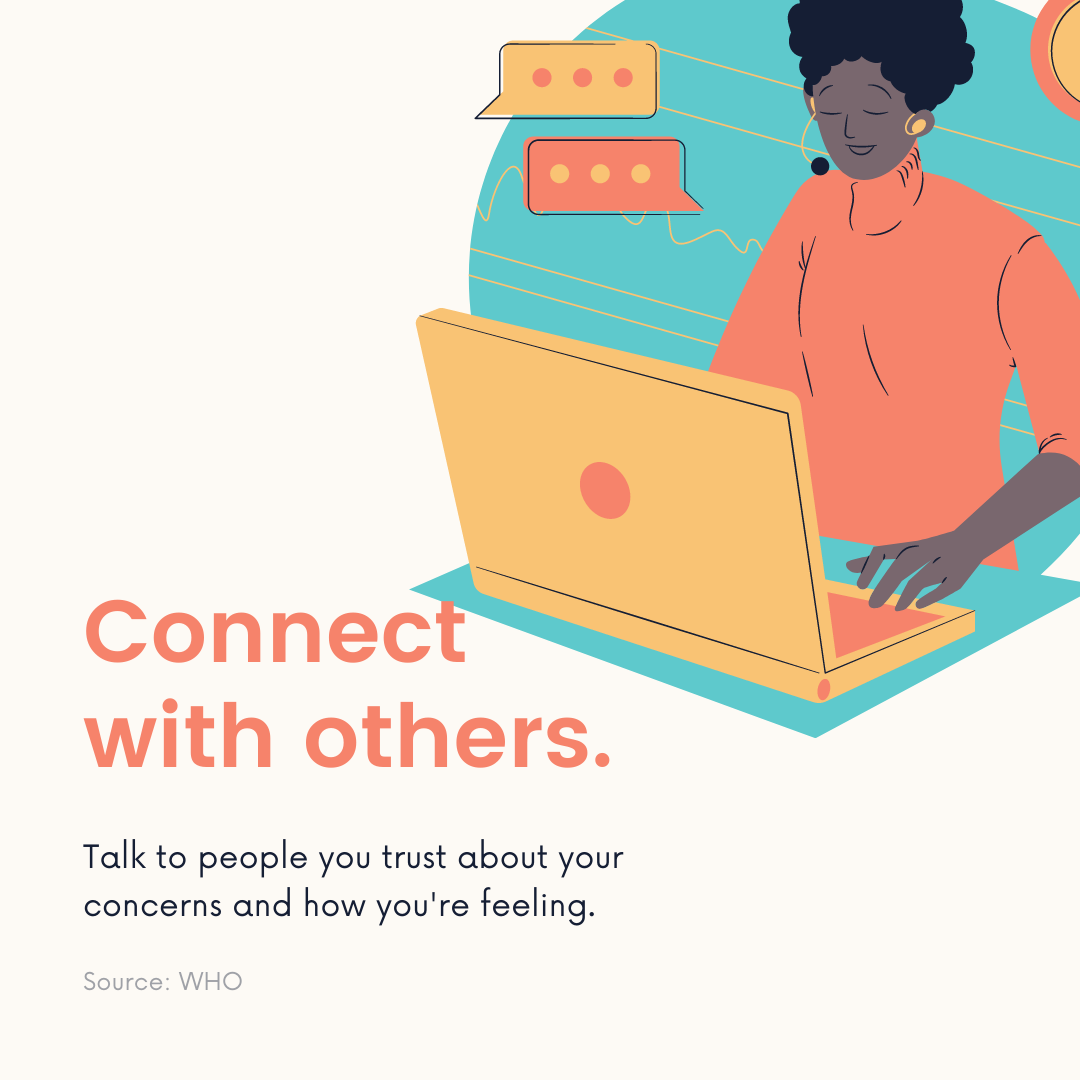 Connect
with others.
Talk to people you trust about your
concerns and how you're feeling.
Source: WHO